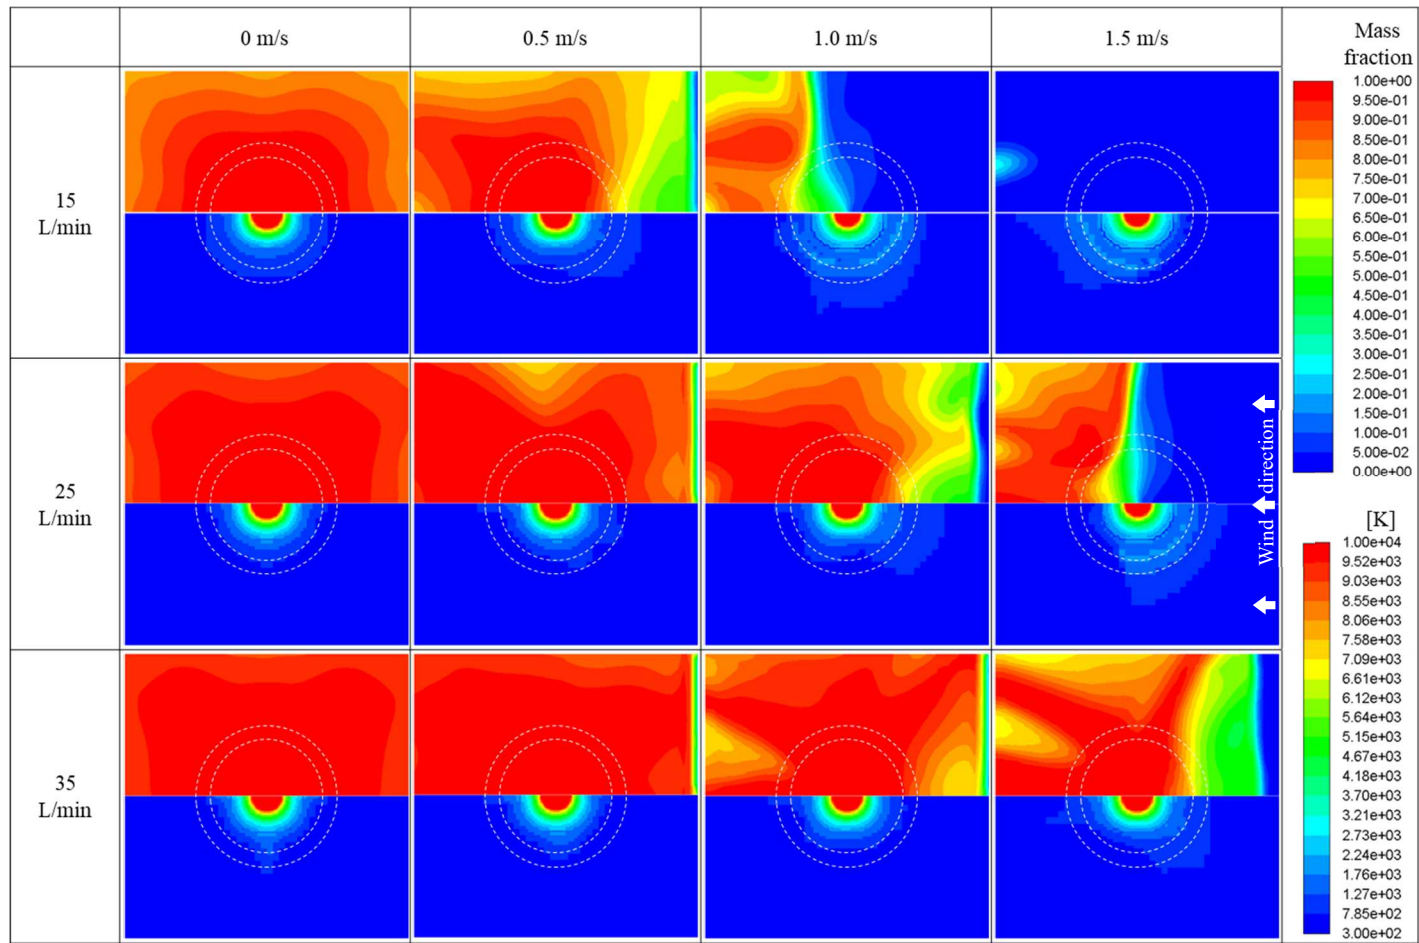 0 m/s
0.5 m/s
1.0 m/s
1.5 m/s
Mass
fraction
1.00e+00
9.50e-01
9.00e-01
8.50e-01
8.00e-01
7.50e-01
7.00e-01
6.50e-01
6.00e-01
5.50e-01
5.00e-01
4.50e-01
4.00e-01
3.50e-01
3.00e-01
2.50e-01
2.00e-01
1.50e-01
1.00e-01
5.00e-02
0.00e+00
15
L/min
25
L/min
Wind direction
35
L/min
[K]
1.00e+04
9.52e+03
9.03e+03
8.55e+03
8.06e+03
7.58e+03
7.09e+03
6.61e+03
6.12e+03
5.64e+03
5.15e+03
4.67e+03
4.18e+03
3.70e+03
3.21e+03
2.73e+03
2.24e+03
1.76e+03
1.27e+03
7.85e+02
3.00e+02